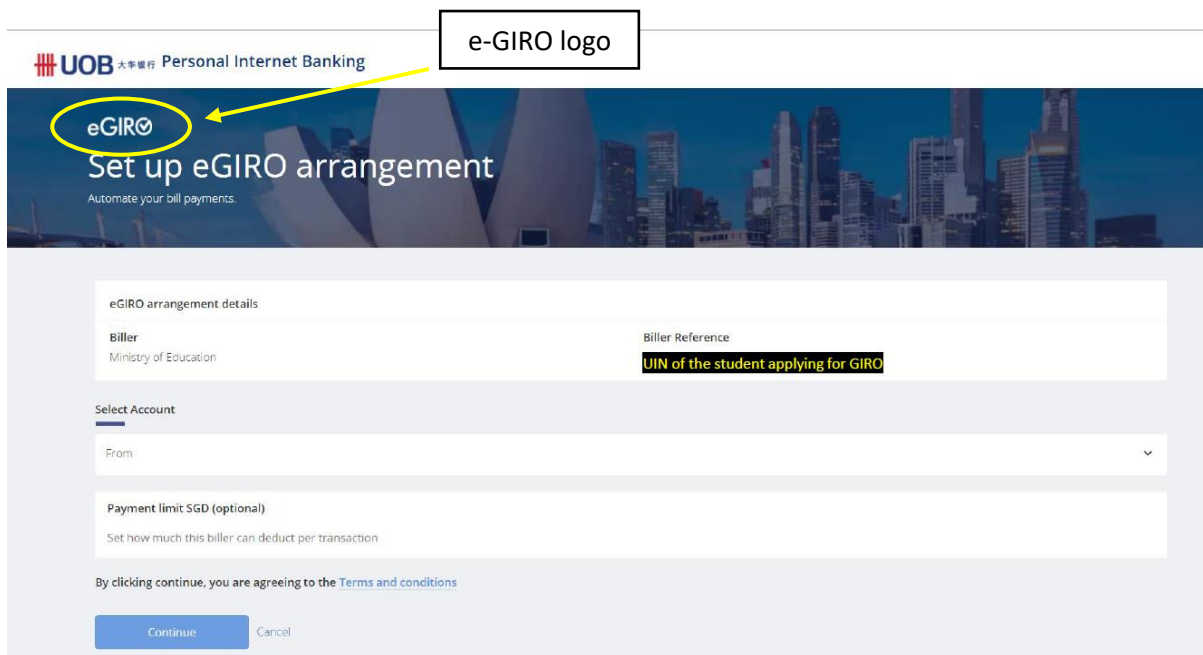 e-GIRO logo
UOB 大华银行 Personal Internet Banking
eGIRO
Set up eGIRO arrangement
Automate your bill payments.
eGIRO arrangement details
Biller
Biller Reference
Ministry of Education
UIN of the student applying for GIRO
Select Account
From
Payment limit SGD (optional)
Set how much this biller can deduct per transaction
By clicking continue, you are agreeing to the Terms and conditions
Continue
Cancel